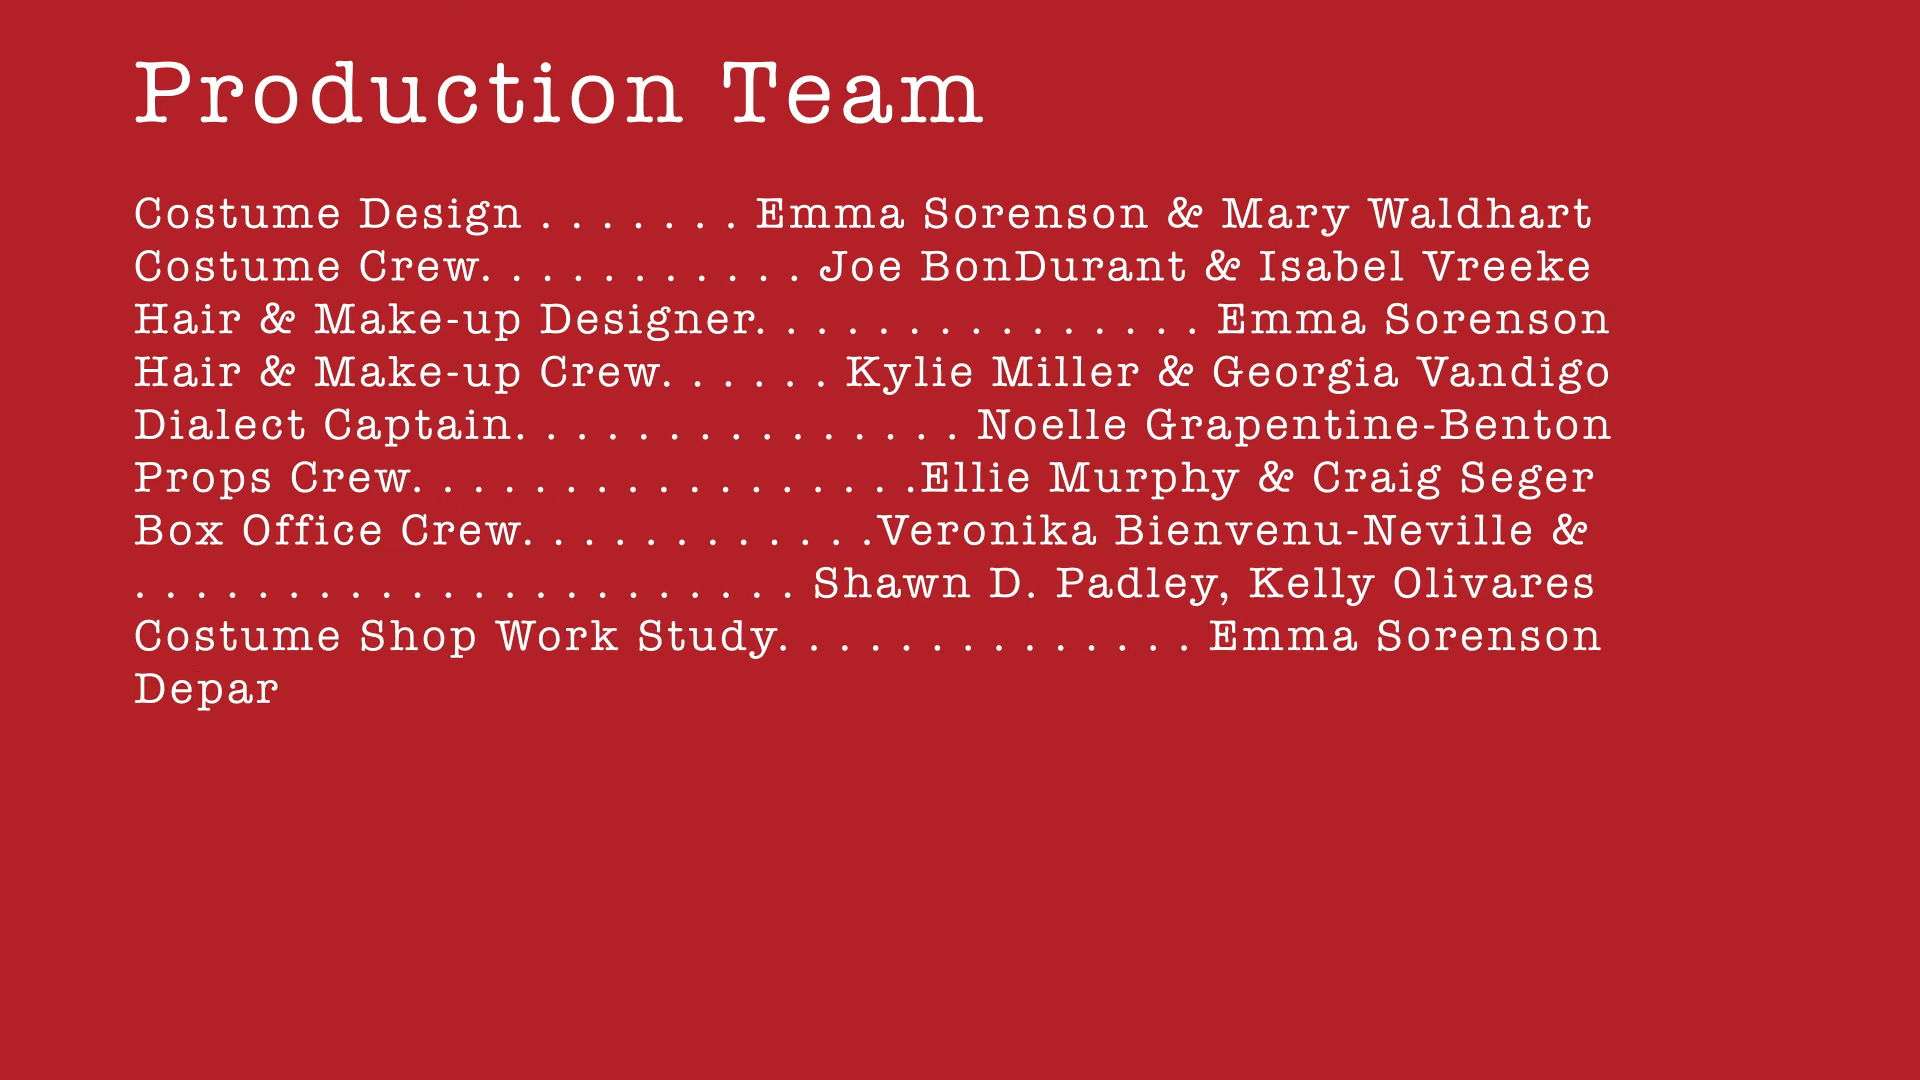 Production Team
Costume Design . . . . . . . Emma Sorenson & Mary Waldhart
Costume Crew. . . . . . . . . . . Joe BonDurant & Isabel Vreeke
Hair & Make-up Designer. . . . . . . . . . . . . . . Emma Sorenson
Hair & Make-up Crew. . . . . . Kylie Miller & Georgia Vandigo
Dialect Captain. . . . . . . . . . . . . . . Noelle Grapentine-Benton
Props Crew. . . . . . . . . . . . . . . . .Ellie Murphy & Craig Seger
Box Office Crew. . . . . . . . . . . .Veronika Bienvenu-Neville &
. . . . . . . . . . . . . . . . . . . . . . Shawn D. Padley, Kelly Olivares
Costume Shop Work Study. . . . . . . . . . . . . . Emma Sorenson
Depar